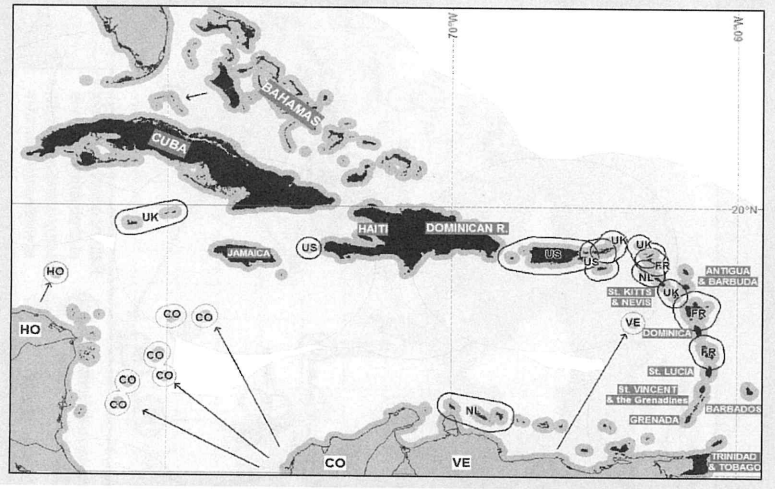 70°W
60°W
BAHAMAS
CUBA
20°N
UK
HAITI
DOMINICAN R.
US
JAMAICA
US
US
UK
UK
FR
NL
HO
ANTIGUA
& BARBUDA
St. KITTS
& NEVIS
UK
FR
CO
CO
VE
DOMINICA
HO
CO
FR
CO
CO
St. LUCIA
CO
St. VINCENT
& the Grenadines
NL
BARBADOS
GRENADA
CO
VE
TRINIDAD
& TOBAGO